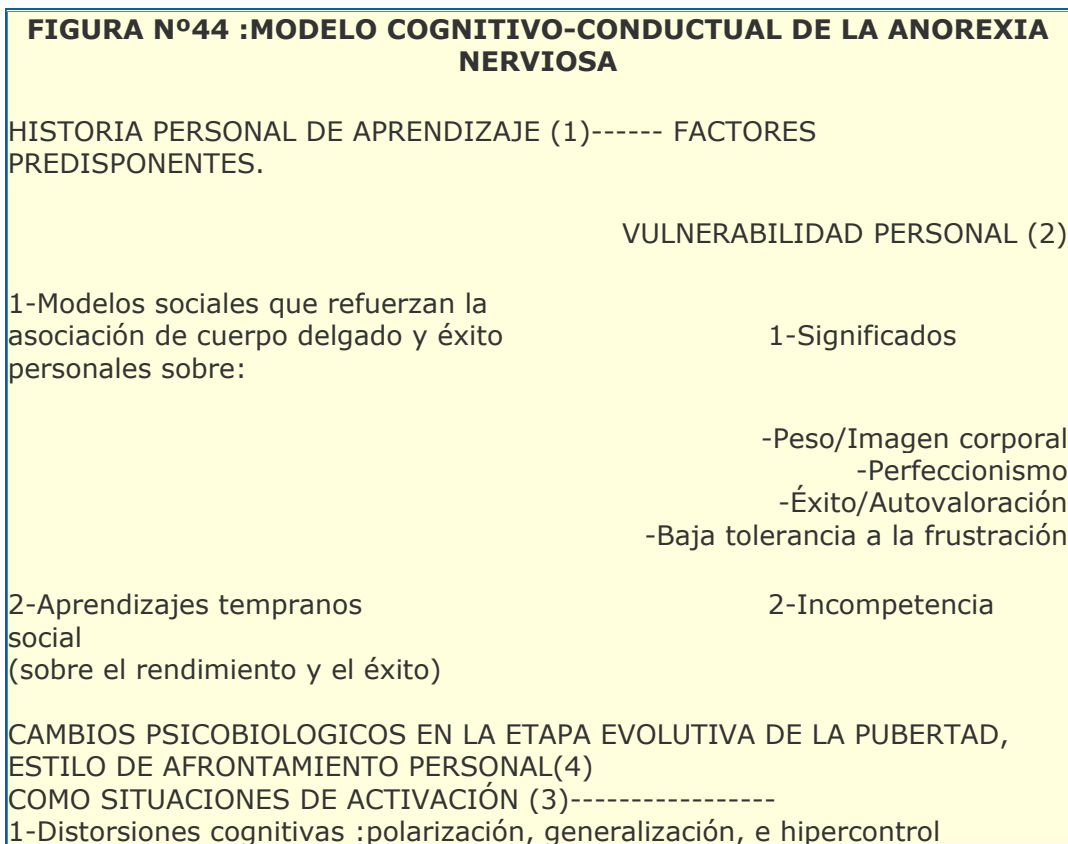 FIGURA Nº44 :MODELO COGNITIVO-CONDUCTUAL DE LA ANOREXIA
NERVIOSA
HISTORIA PERSONAL DE APRENDIZAJE (1)------ FACTORES
PREDISPONENTES.
VULNERABILIDAD PERSONAL (2)
1-Modelos sociales que refuerzan la
asociación de cuerpo delgado y éxito 1-Significados
personales sobre:
-Peso/Imagen corporal
-Perfeccionismo
-Éxito/Autovaloración
-Baja tolerancia a la frustración
2-Aprendizajes tempranos 2-Incompetencia
social
(sobre el rendimiento y el éxito)
CAMBIOS PSICOBIOLOGICOS EN LA ETAPA EVOLUTIVA DE LA PUBERTAD,
ESTILO DE AFRONTAMIENTO PERSONAL(4)
COMO SITUACIONES DE ACTIVACIÓN (3)-----------------
1-Distorsiones cognitivas :polarización, generalización, e hipercontrol